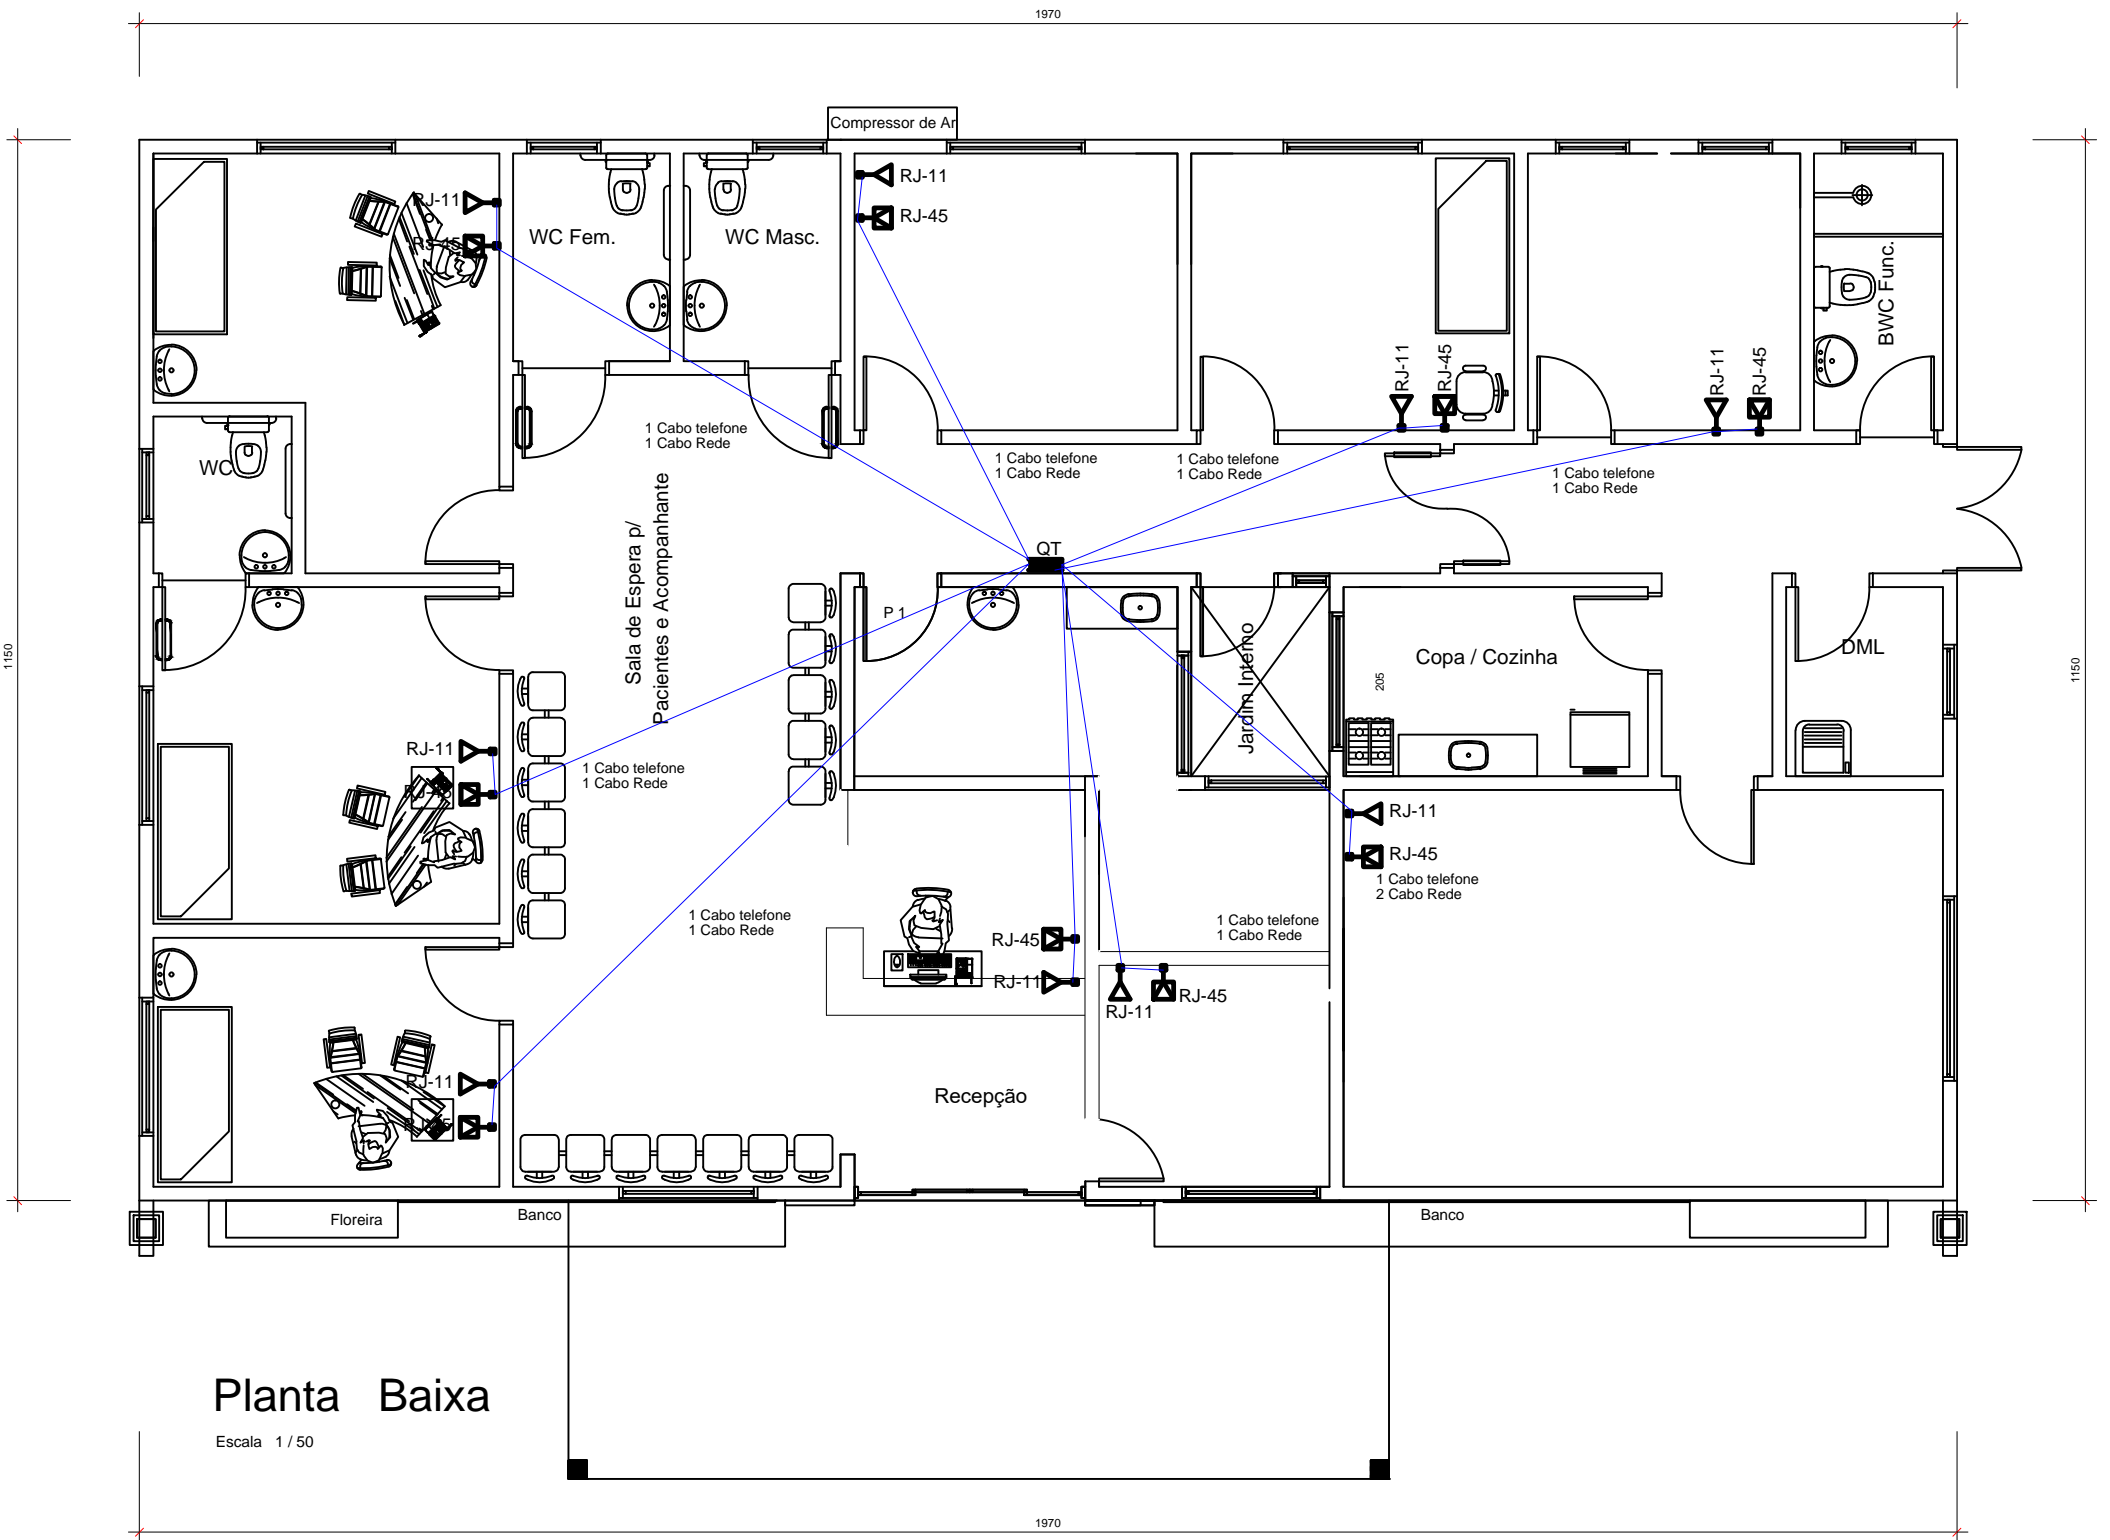 1970
Compressor de Ar
RJ-11
RJ-45
RJ-11
WC Fem.
WC Masc.
BWC Func.
RJ-11
RJ-45
RJ-11
RJ-45
1 Cabo telefone
1 Cabo Rede
1 Cabo telefone
1 Cabo Rede
1 Cabo telefone
1 Cabo Rede
1 Cabo telefone
1 Cabo Rede
WC
Sala de Espera p/
Pacientes e Acompanhante
QT
P 1
Jardim Interno
Copa / Cozinha
205
DML
1150
1150
RJ-11
1 Cabo telefone
1 Cabo Rede
RJ-11
RJ-45
1 Cabo telefone
2 Cabo Rede
1 Cabo telefone
1 Cabo Rede
1 Cabo telefone
1 Cabo Rede
RJ-45
RJ-11
RJ-45
RJ-11
RJ-11
Recepção
Floreira
Banco
Banco
Planta Baixa
Escala 1 / 50
1970